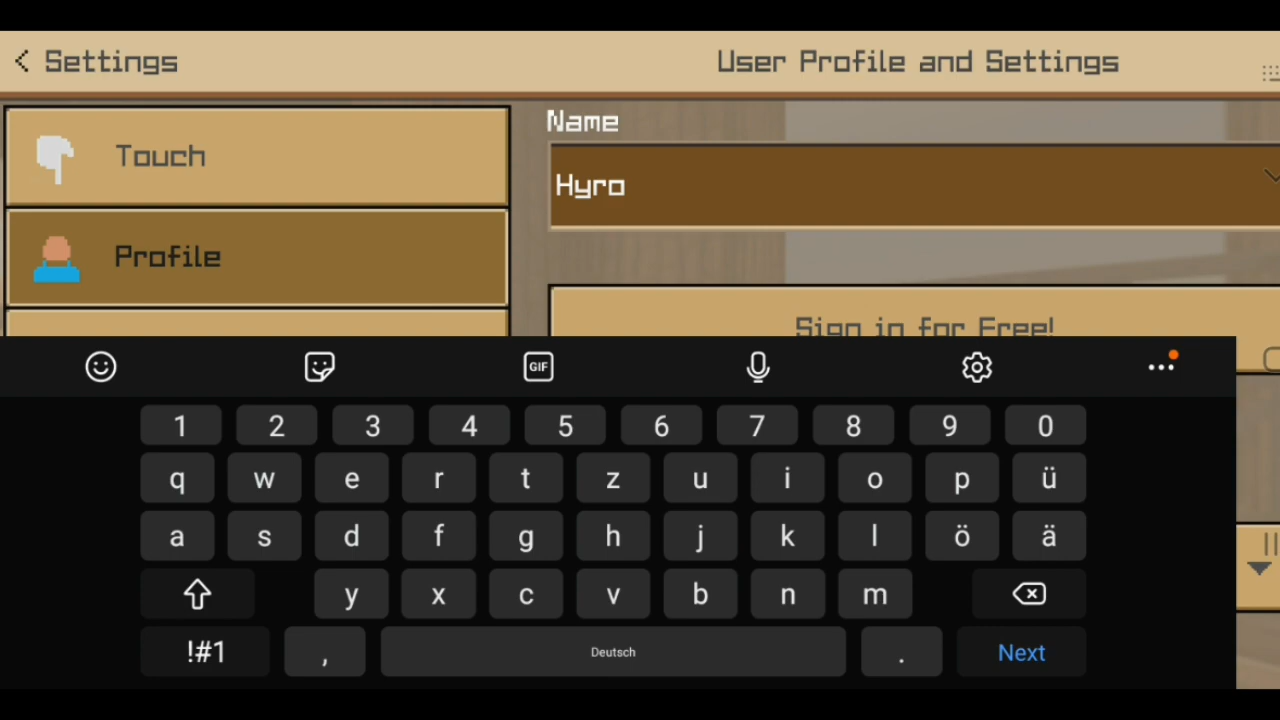 Settings
User Profile and Settings
Touch
Profile
Name
Hyro
Sign in for Free!
GIF
1 2 3 4 5 6 7 8 9 0
q w e r t z u i o p ü
a s d f g h j k l ö ä
y x c v b n m
!#1 , Deutsch . Next